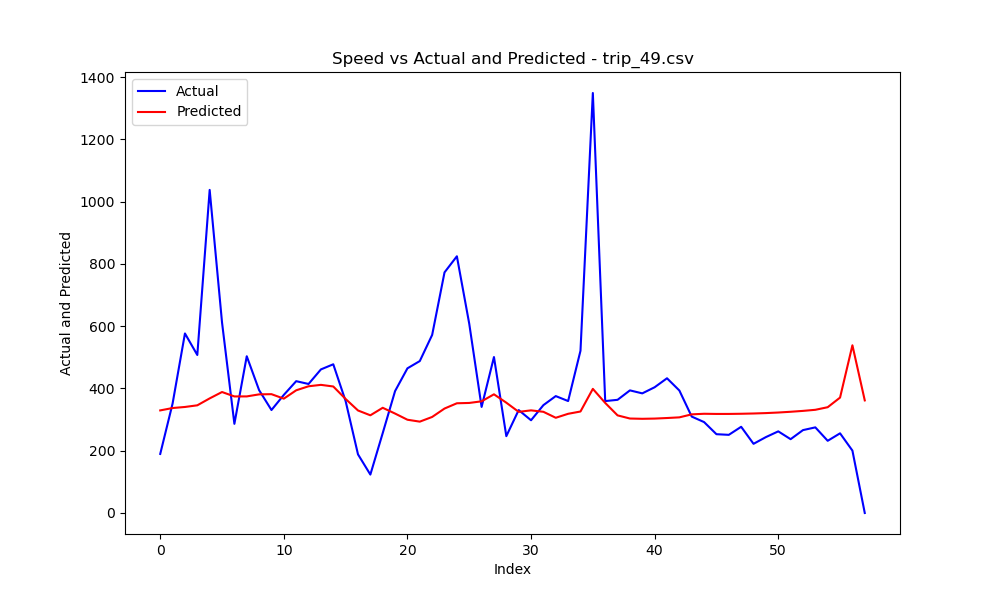 Speed vs Actual and Predicted - trip_49.csv
Actual
Predicted
Actual and Predicted
1400
1200
1000
800
600
400
200
0
0 10 20 30 40 50
Index